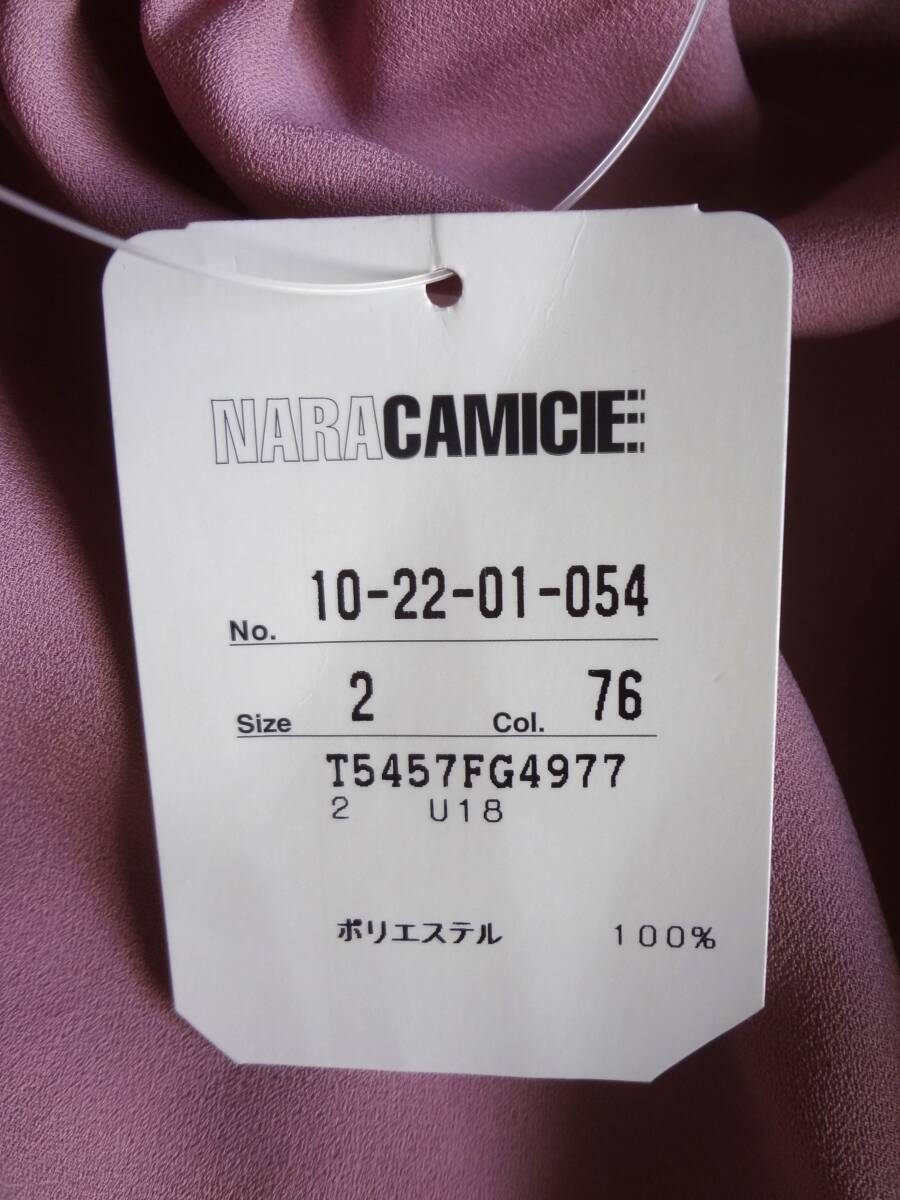 NARACAMICIE
No. 10-22-01-054
Size 2 Col. 76
T5457FG4977
2 U18
ポリエステル 100%